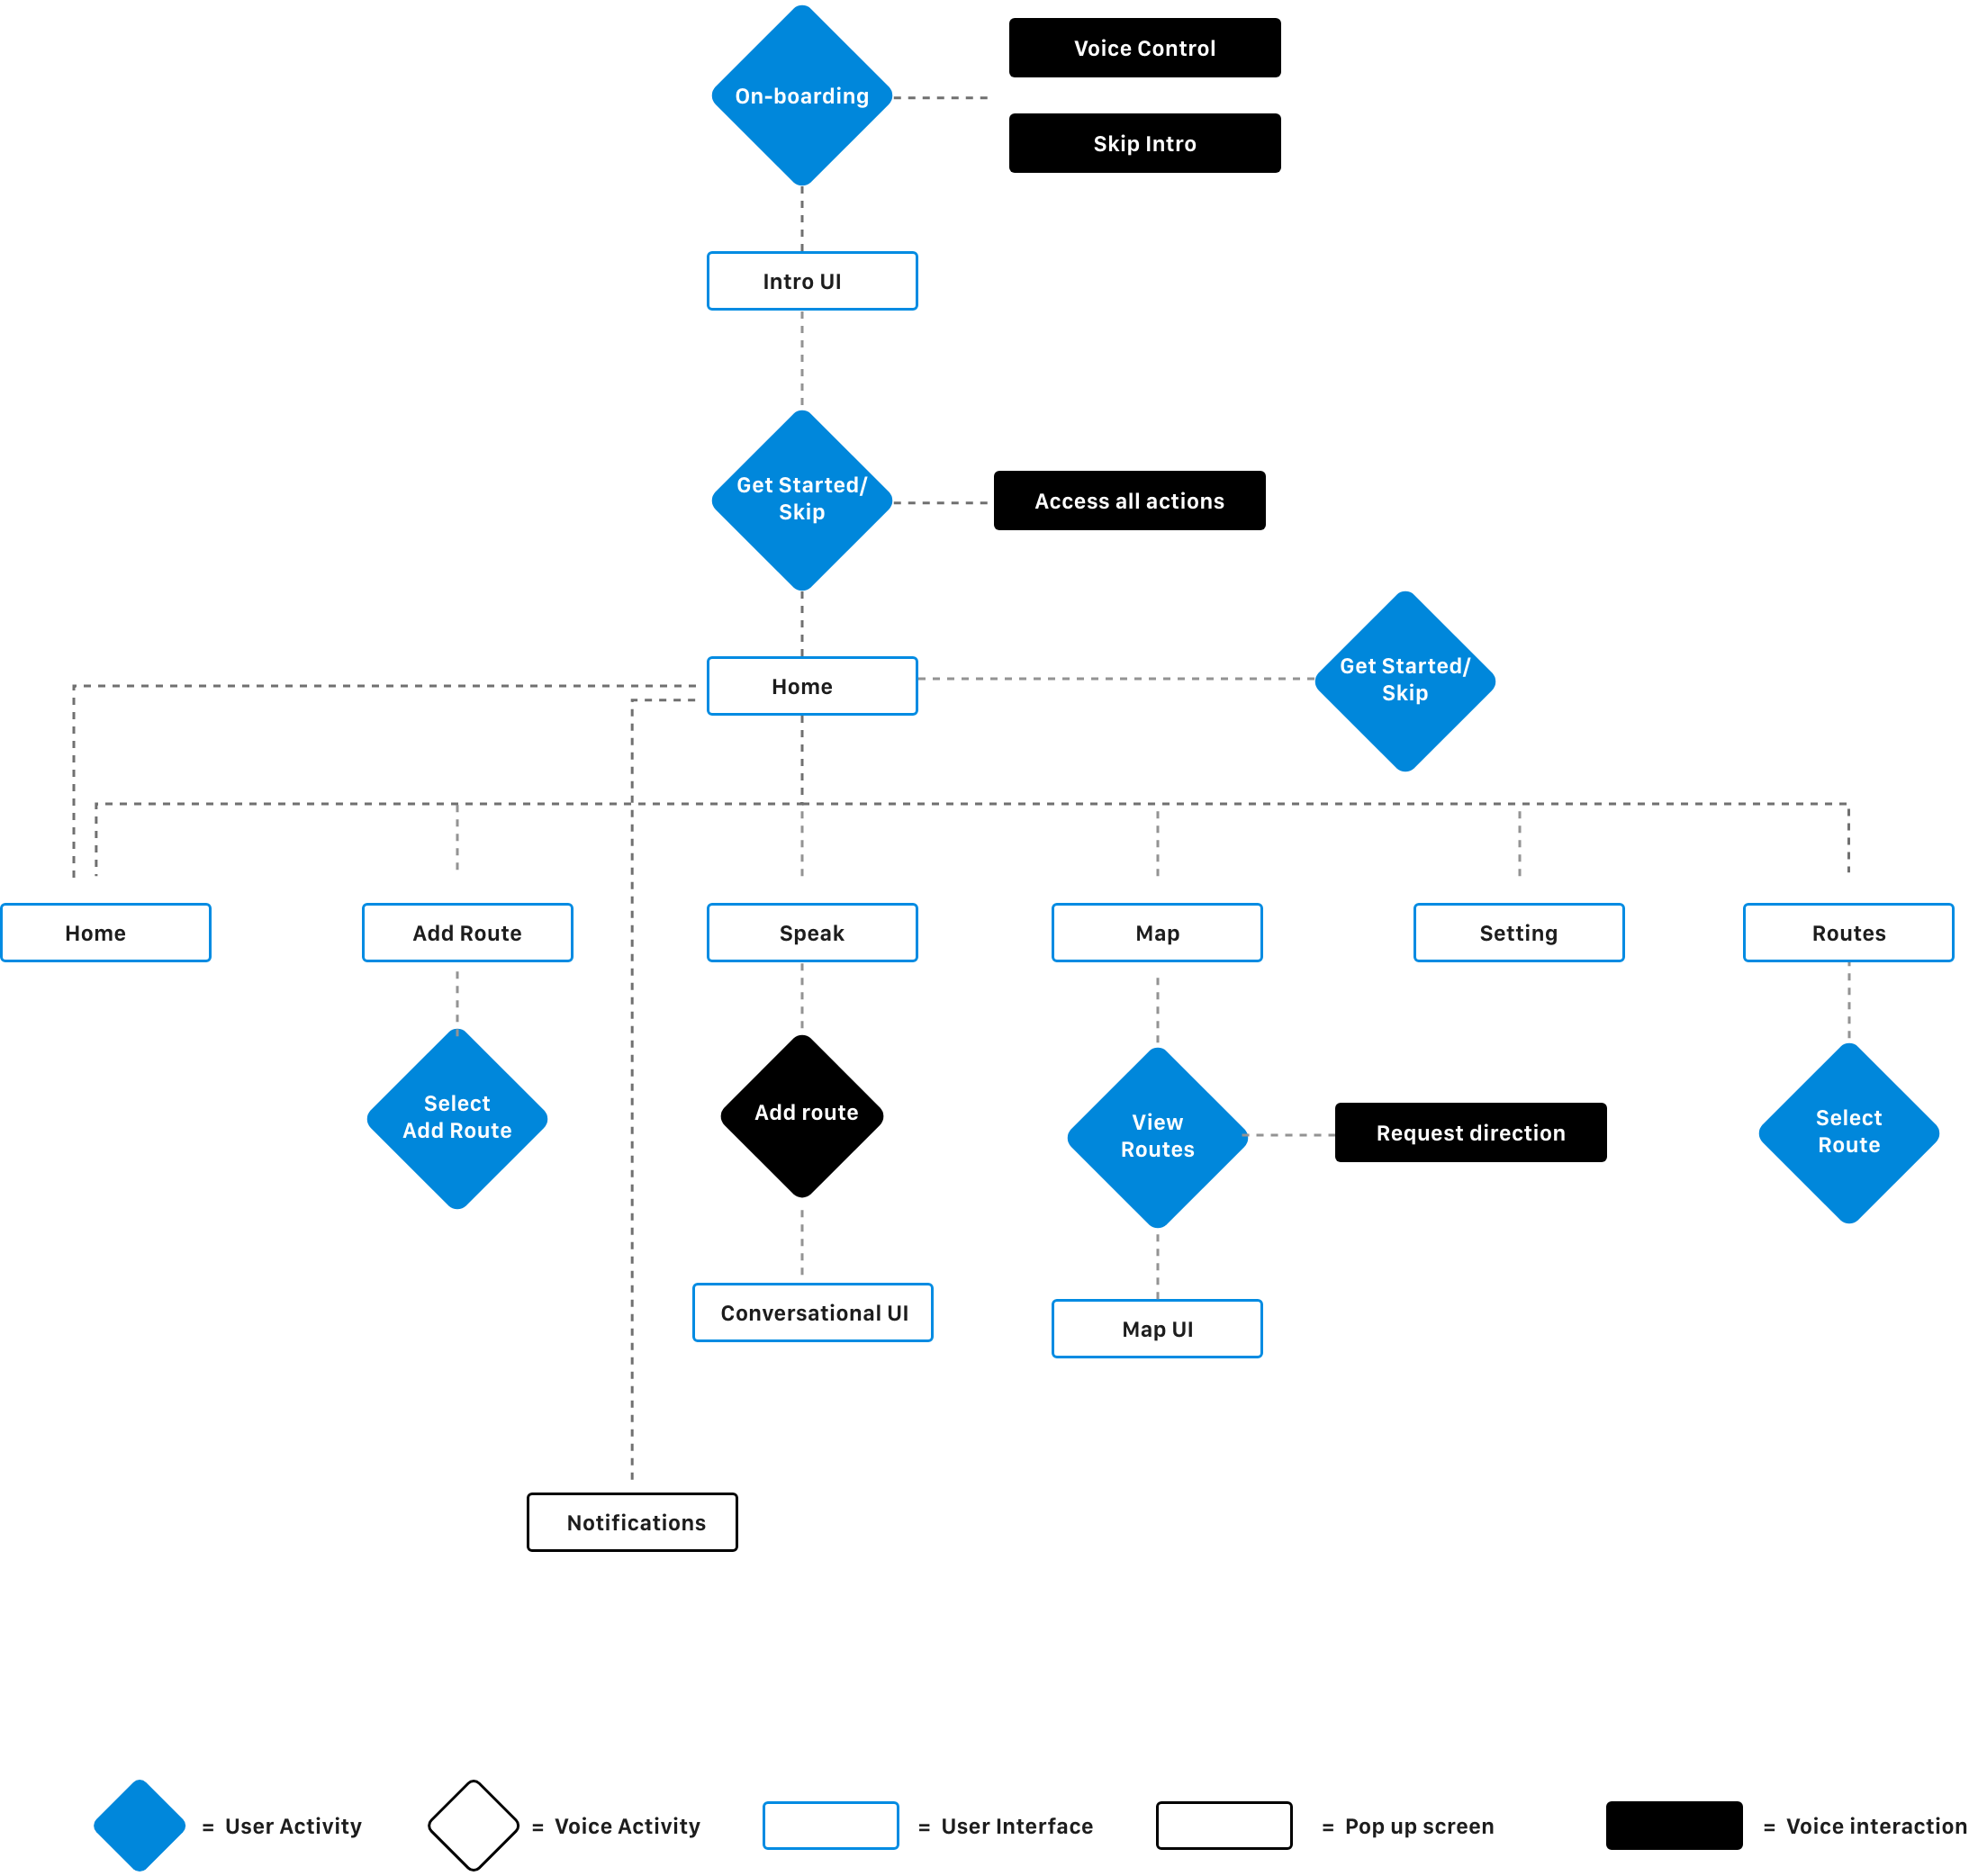 Voice Control
On-boarding
Skip Intro
Intro UI
Get Started/
Skip
Access all actions
Get Started/
Skip
Home
Home
Add Route
Speak
Map
Setting
Routes
Select
Add Route
Add route
View
Routes
Request direction
Select
Route
Conversational UI
Map UI
Notifications
= User Activity
= Voice Activity
= User Interface
= Pop up screen
= Voice interaction